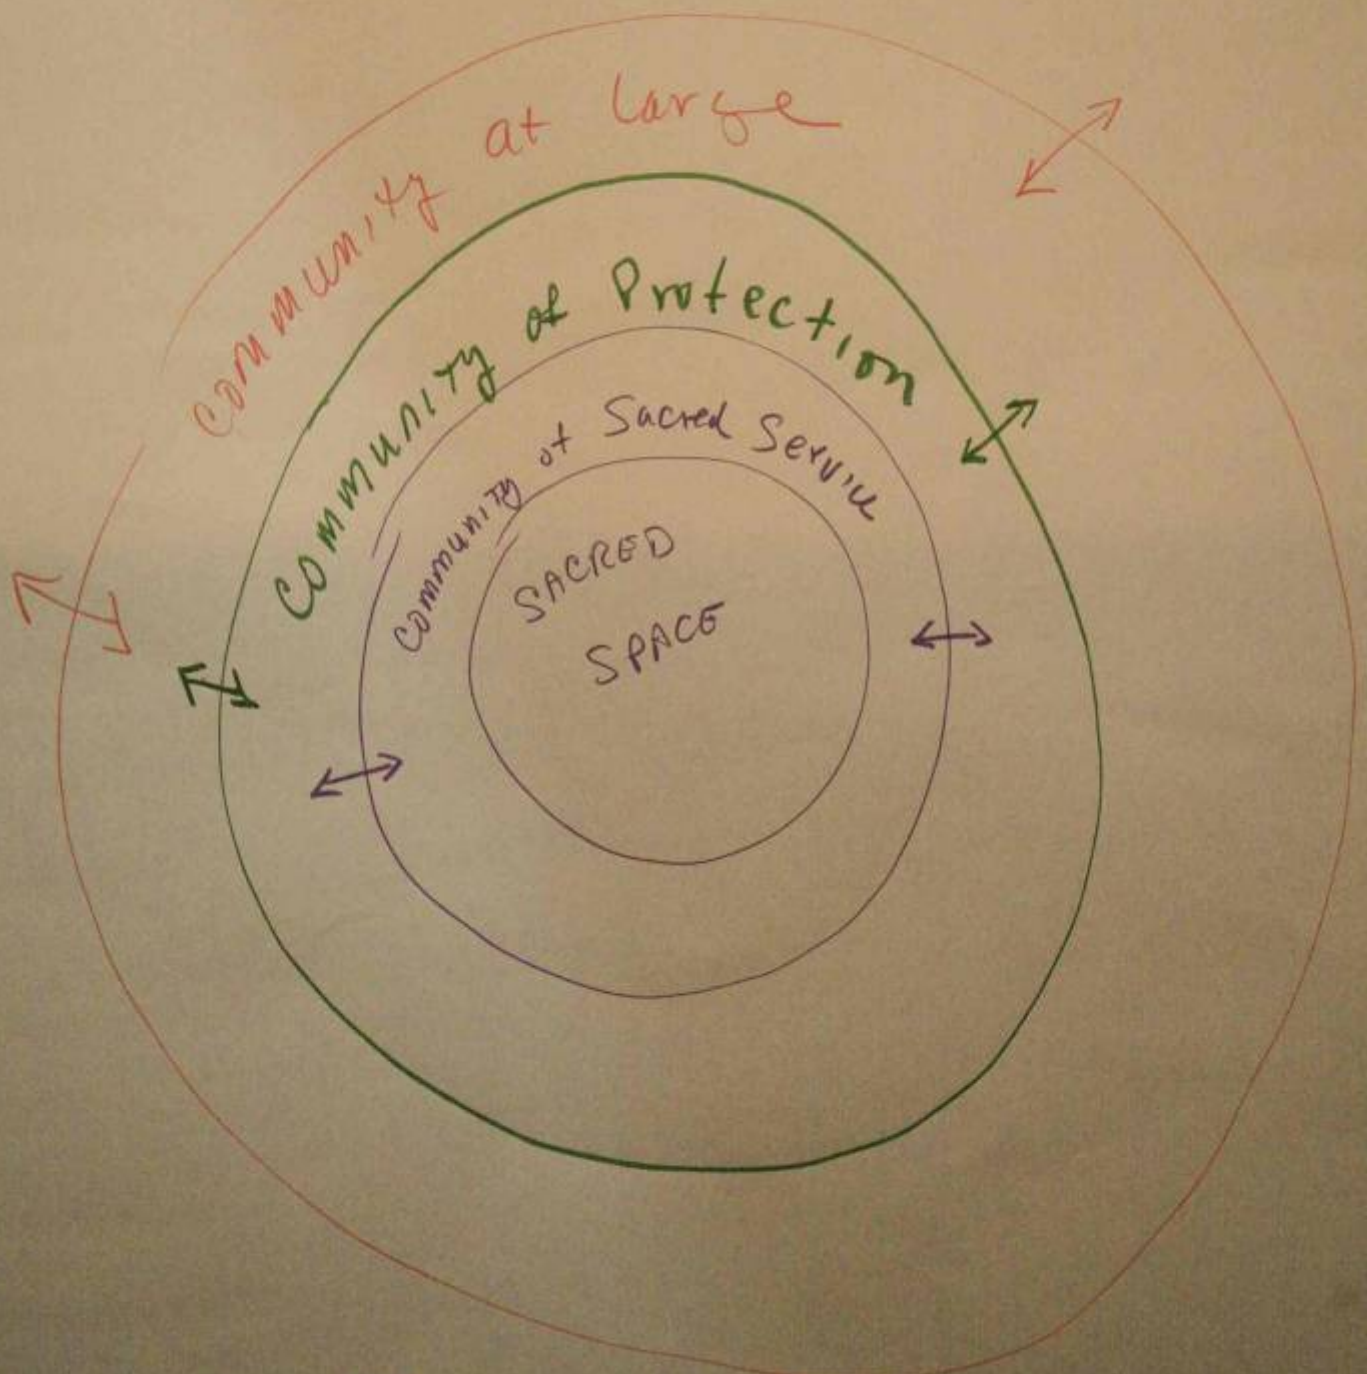 community at large
Community of Protection
Community of Sacred Service
SACRED
SPACE